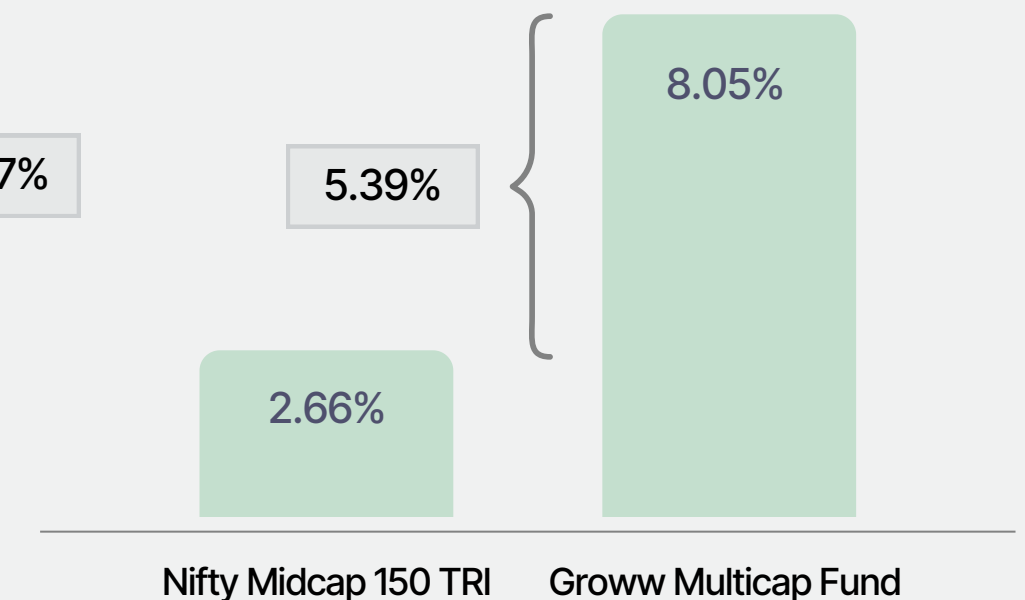 8.05%
7%
5.39%
2.66%
Nifty Midcap 150 TRI
Groww Multicap Fund